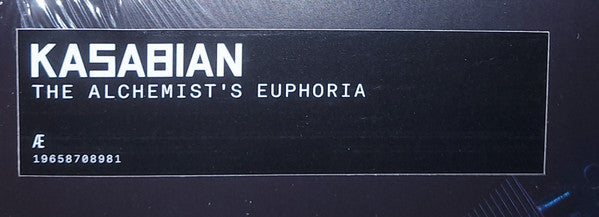 KASABIAN
THE ALCHEMIST'S EUPHORIA
Æ
19658708981